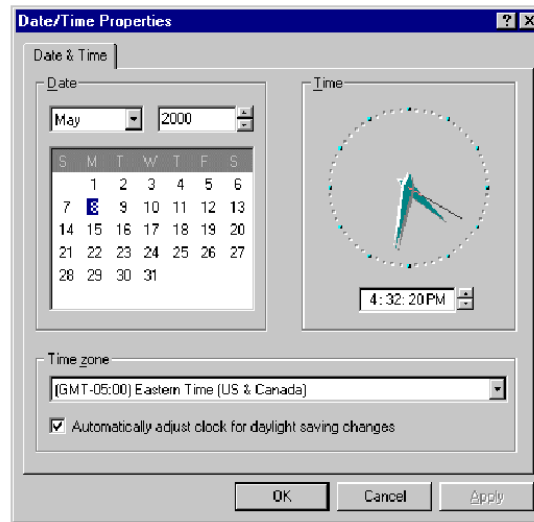 Date/Time Properties
Date & Time
Date
May
2000
S M T W T F S
1 2 3 4 5 6
7 8 9 10 11 12 13
14 15 16 17 18 19 20
21 22 23 24 25 26 27
28 29 30 31
Time
4:32:20 PM
Time zone
(GMT-05:00) Eastern Time (US & Canada)
Automatically adjust clock for daylight saving changes
OK Cancel Apply